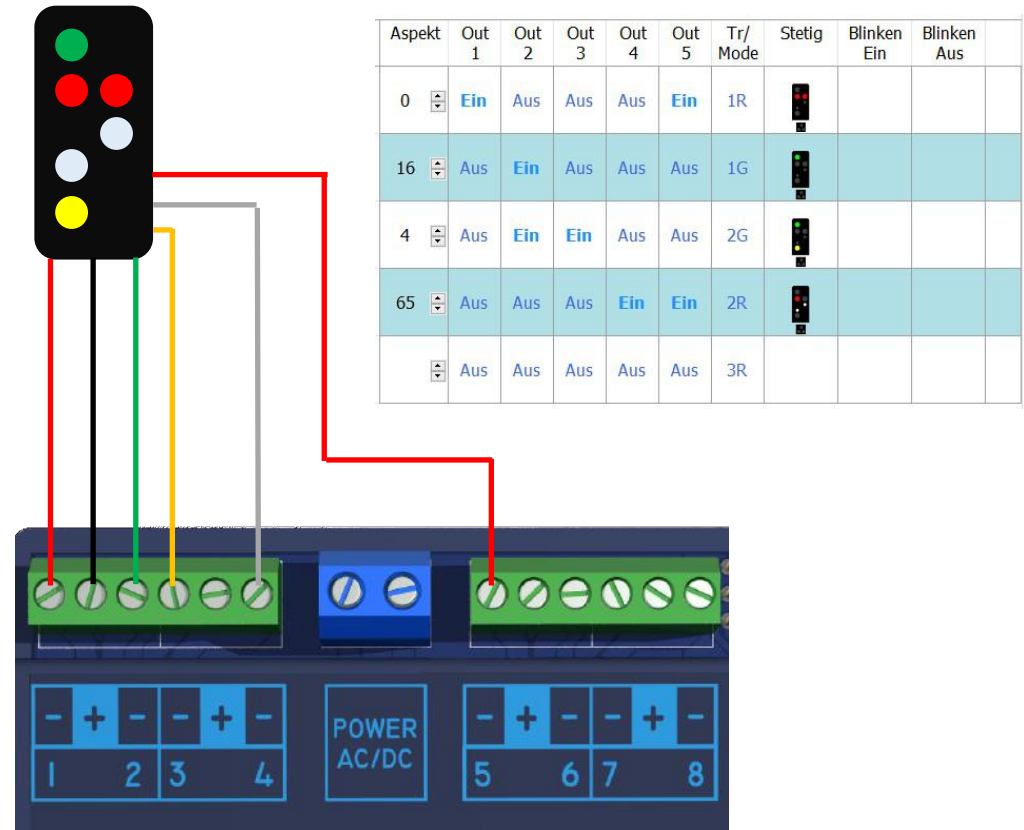 Aspekt Out 1 Out 2 Out 3 Out 4 Out 5 Tr/ Mode Stetig Blinken Ein Blinken Aus
0 Ein Aus Aus Aus Ein 1R
16 Aus Ein Aus Aus Aus 1G
4 Aus Ein Ein Aus Aus 2G
65 Aus Aus Aus Ein Ein 2R
Aus Aus Aus Aus Aus 3R
- + - - + - - + - - + -
POWER
AC/DC
1 2 3 4 5 6 7 8